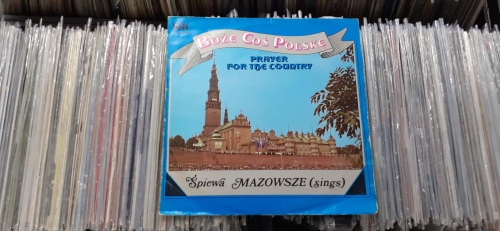 BOŻE COŚ POLSKĘ
PRAYER
FOR THE COUNTRY
Śpiewa MAZOWSZE (sings)